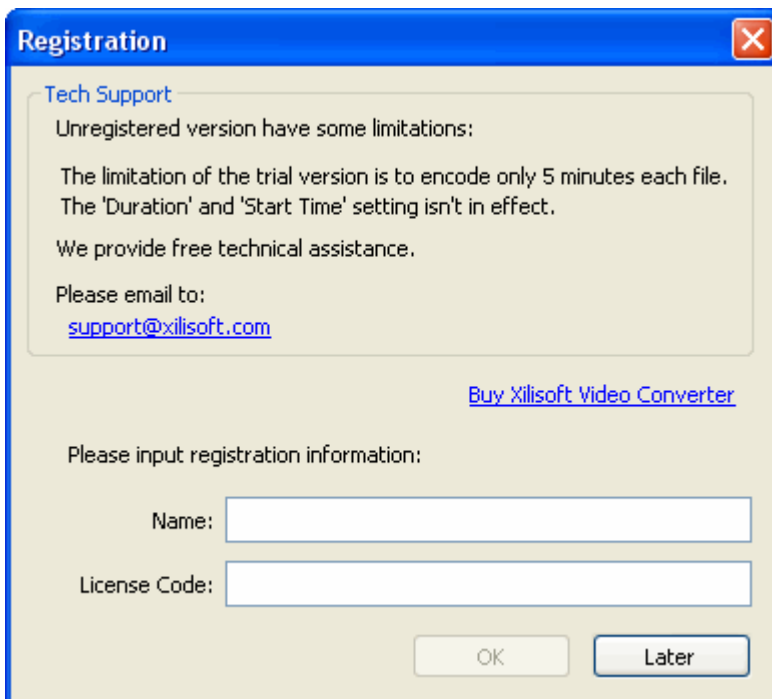 Registration
Tech Support
Unregistered version have some limitations:
The limitation of the trial version is to encode only 5 minutes each file.
The 'Duration' and 'Start Time' setting isn't in effect.
We provide free technical assistance.
Please email to:
support@xilisoft.com
Buy Xilisoft Video Converter
Please input registration information:
Name:
License Code:
OK Later